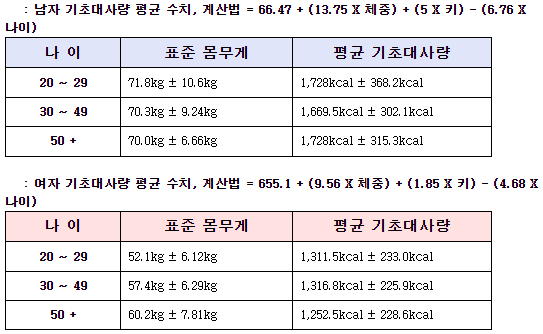 : 남자 기초대사량 평균 수치, 계산법 = 66.47 + (13.75 X 체중) + (5 X 키) - (6.76 X
나이)
나 이 표준 몸무게 평균 기초대사량
20 ~ 29 71.8kg ± 10.6kg 1,728kcal ± 368.2kcal
30 ~ 49 70.3kg ± 9.24kg 1,669.5kcal ± 302.1kcal
50 + 70.0kg ± 6.66kg 1,728kcal ± 315.3kcal
: 여자 기초대사량 평균 수치, 계산법 = 655.1 + (9.56 X 체중) + (1.85 X 키) - (4.68 X
나이)
나 이 표준 몸무게 평균 기초대사량
20 ~ 29 52.1kg ± 6.12kg 1,311.5kcal ± 233.0kcal
30 ~ 49 57.4kg ± 6.29kg 1,316.8kcal ± 225.9kcal
50 + 60.2kg ± 7.81kg 1,252.5kcal ± 228.6kcal